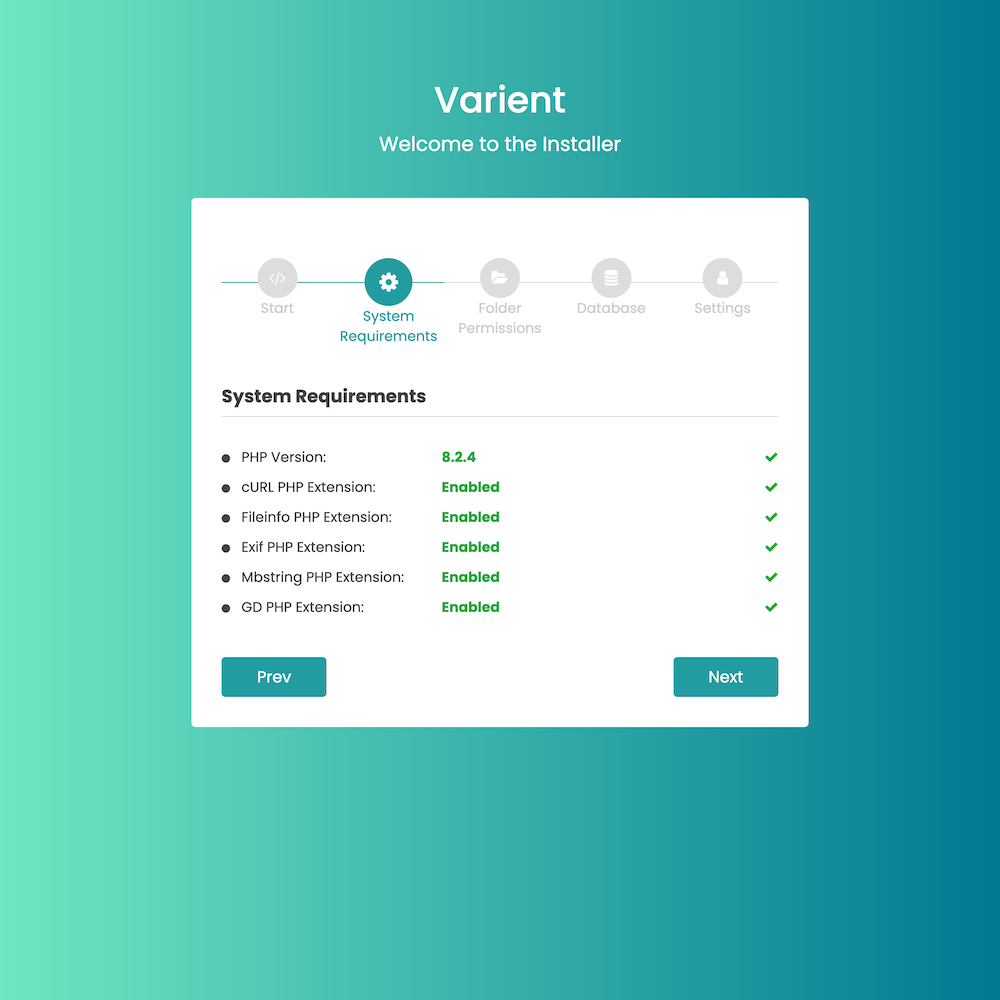 Varient
Welcome to the Installer
Start
System
Requirements
Folder
Permissions
Database
Settings
System Requirements
PHP Version: 8.2.4
cURL PHP Extension: Enabled
Fileinfo PHP Extension: Enabled
Exif PHP Extension: Enabled
Mbstring PHP Extension: Enabled
GD PHP Extension: Enabled
Prev
Next